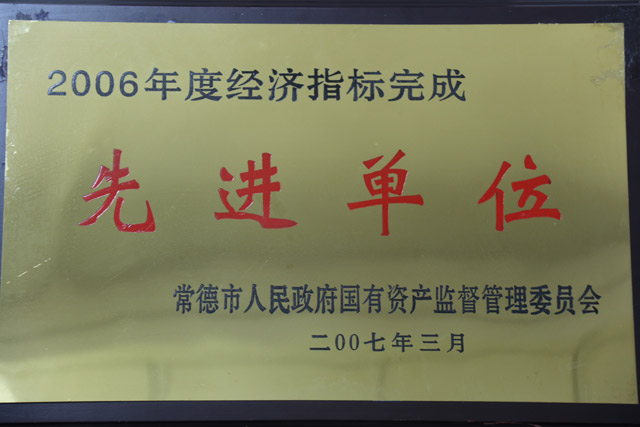 2006年度经济指标完成
先进单位
常德市人民政府国有资产监督管理委员会
二00七年三月